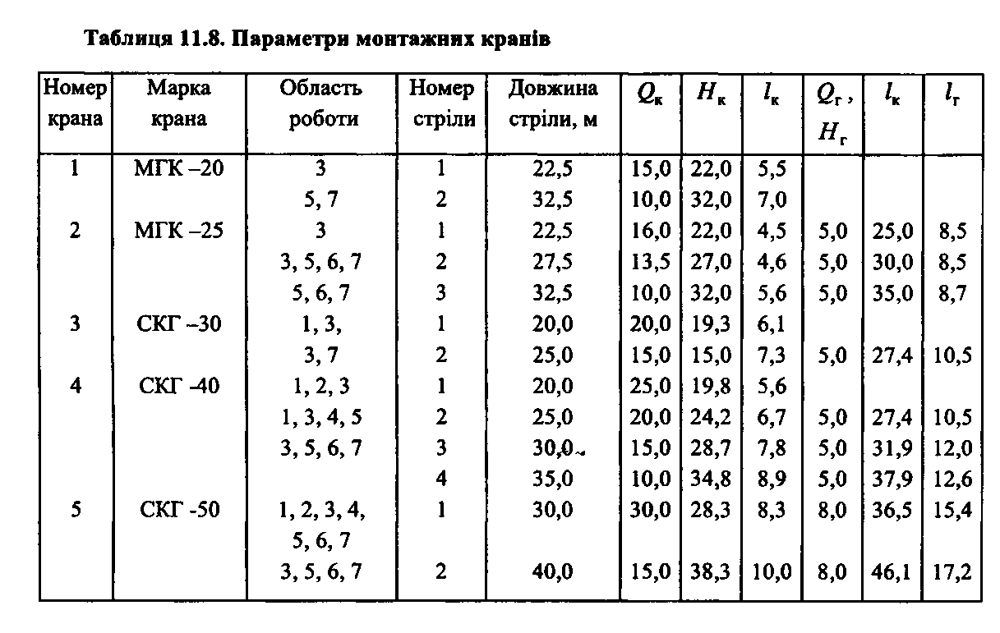 Таблиця 11.8. Параметри монтажних кранів
Номер крана | Марка крана | Область роботи | Номер стріли | Довжина стріли, м | Qк | Hк | lк | Qг, Hг | lк | lг
1 | МГК –20 | 3 | 1 | 22,5 | 15,0 | 22,0 | 5,5 | | |
| | 5, 7 | 2 | 32,5 | 10,0 | 32,0 | 7,0 | | |
2 | МГК –25 | 3 | 1 | 22,5 | 16,0 | 22,0 | 4,5 | 5,0 | 25,0 | 8,5
| | 3, 5, 6, 7 | 2 | 27,5 | 13,5 | 27,0 | 4,6 | 5,0 | 30,0 | 8,5
| | 5, 6, 7 | 3 | 32,5 | 10,0 | 32,0 | 5,6 | 5,0 | 35,0 | 8,7
3 | СКГ –30 | 1, 3, | 1 | 20,0 | 20,0 | 19,3 | 6,1 | | |
| | 3, 7 | 2 | 25,0 | 15,0 | 15,0 | 7,3 | 5,0 | 27,4 | 10,5
4 | СКГ -40 | 1, 2, 3 | 1 | 20,0 | 25,0 | 19,8 | 5,6 | | |
| | 1, 3, 4, 5 | 2 | 25,0 | 20,0 | 24,2 | 6,7 | 5,0 | 27,4 | 10,5
| | 3, 5, 6, 7 | 3 | 30,0 | 15,0 | 28,7 | 7,8 | 5,0 | 31,9 | 12,0
| | | 4 | 35,0 | 10,0 | 34,8 | 8,9 | 5,0 | 37,9 | 12,6
5 | СКГ -50 | 1, 2, 3, 4, | 1 | 30,0 | 30,0 | 28,3 | 8,3 | 8,0 | 36,5 | 15,4
| | 5, 6, 7 | | | | | | | |
| | 3, 5, 6, 7 | 2 | 40,0 | 15,0 | 38,3 | 10,0 | 8,0 | 46,1 | 17,2